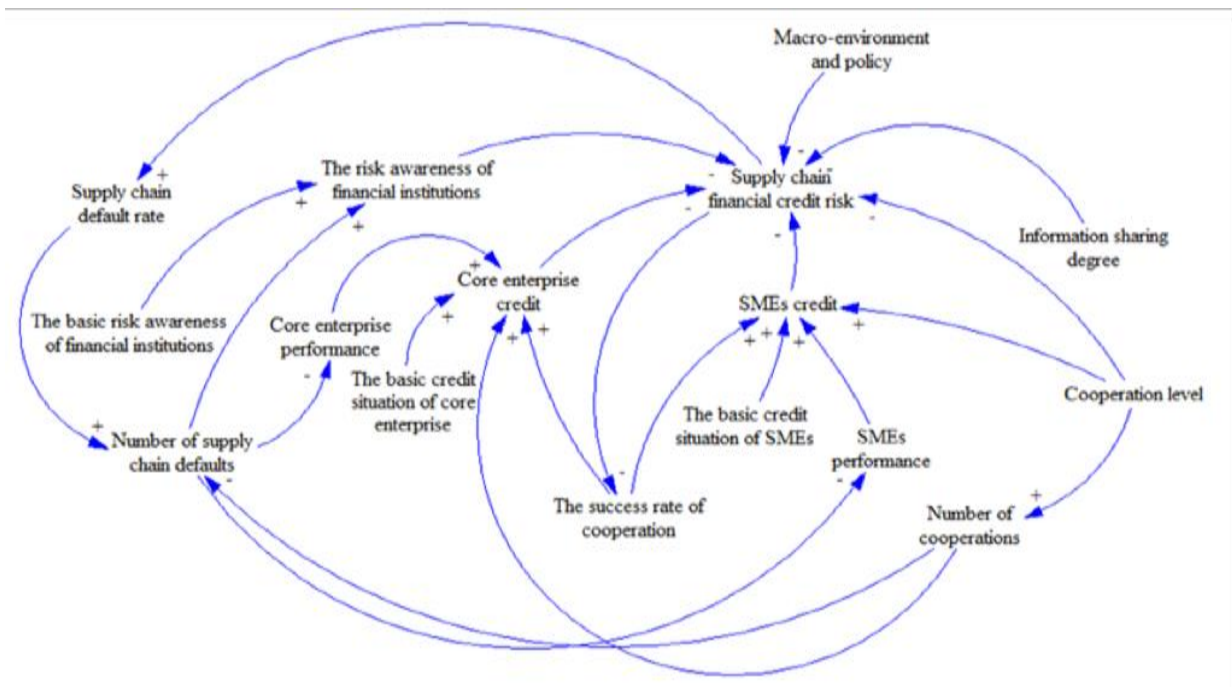 Macro-environment
and policy
The risk awareness of
financial institutions
Supply chain
default rate
Supply chain
financial credit risk
Information sharing
degree
Core enterprise
credit
SMEs credit
The basic risk awareness
of financial institutions
Core enterprise
performance
The basic credit
situation of core
enterprise
Cooperation level
The basic credit
situation of SMEs
SMEs
performance
Number of supply
chain defaults
The success rate of
cooperation
Number of
cooperations